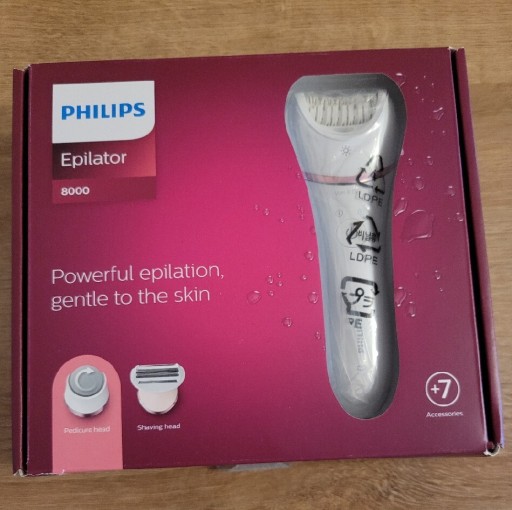 PHILIPS
Epilator
8000
Powerful epilation,
gentle to the skin
Pedicure head
Shaving head
+7
Accessories
LDPE
LDPE